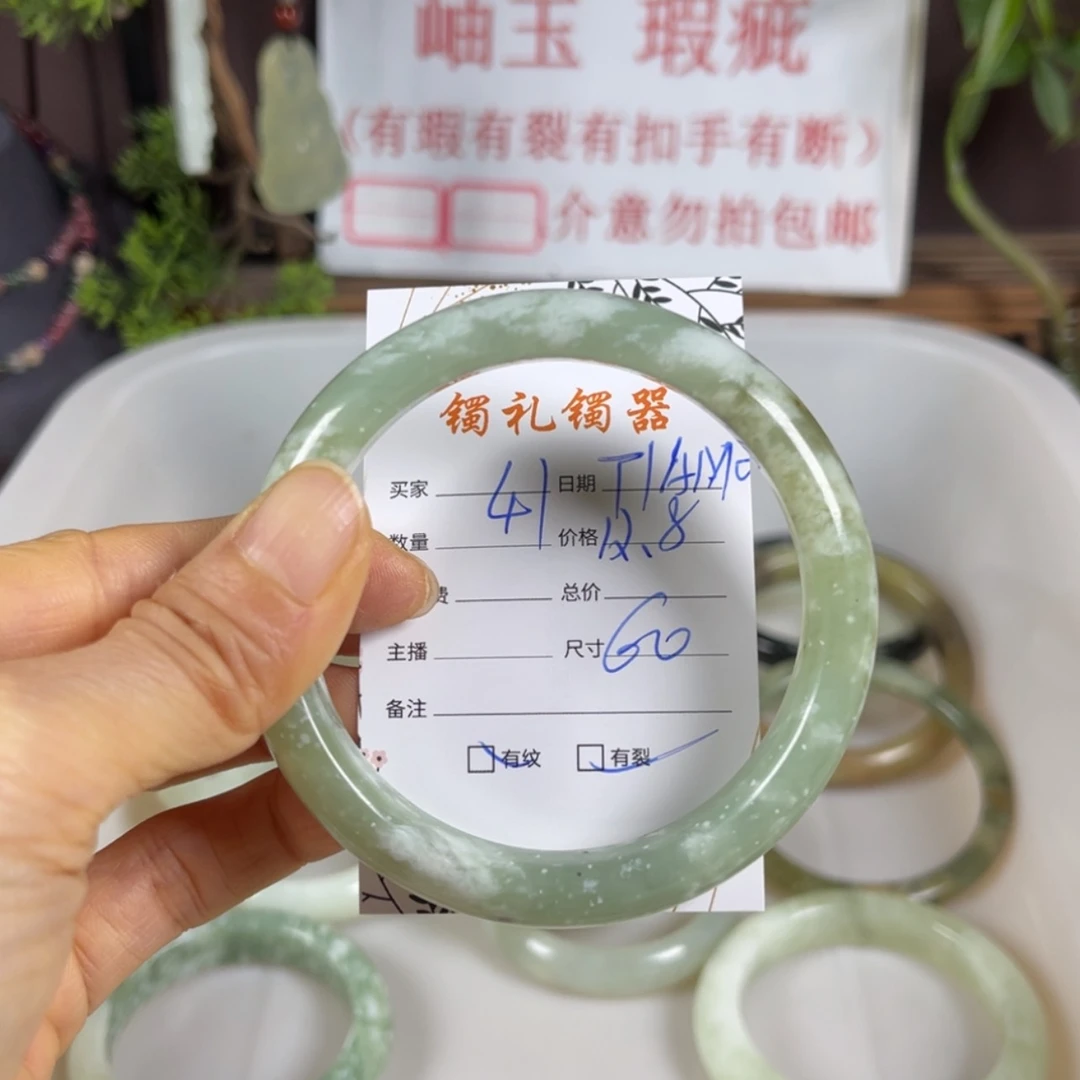 岫玉 瑕疵
（有瑕有裂有扣手有断）
介意勿拍包邮
镯礼镯器
买家 41 日期
数量 价格 12.8
费 总价
主播 尺寸 60
备注
有纹 有裂